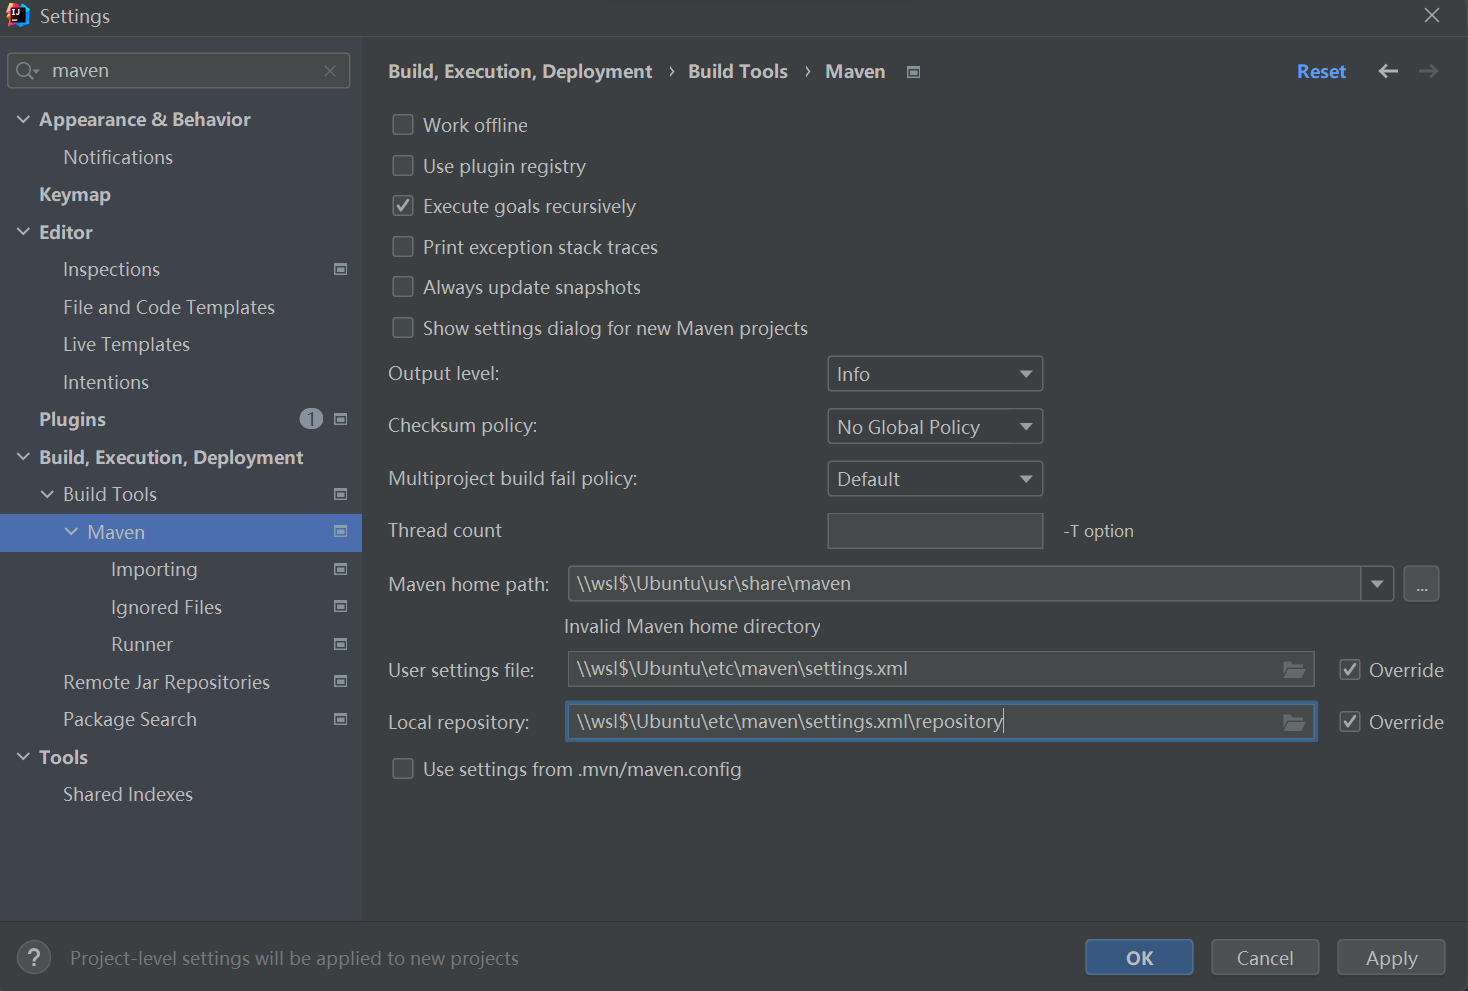 Settings
maven
Build, Execution, Deployment › Build Tools › Maven
Reset
Appearance & Behavior
Notifications
Keymap
Editor
Inspections
File and Code Templates
Live Templates
Intentions
Plugins 1
Build, Execution, Deployment
Build Tools
Maven
Importing
Ignored Files
Runner
Remote Jar Repositories
Package Search
Tools
Shared Indexes
Work offline
Use plugin registry
Execute goals recursively
Print exception stack traces
Always update snapshots
Show settings dialog for new Maven projects
Output level: Info
Checksum policy: No Global Policy
Multiproject build fail policy: Default
Thread count -T option
Maven home path: \\wsl$\Ubuntu\usr\share\maven ...
Invalid Maven home directory
User settings file: \\wsl$\Ubuntu\etc\maven\settings.xml Override
Local repository: \\wsl$\Ubuntu\etc\maven\settings.xml\repository Override
Use settings from .mvn/maven.config
? Project-level settings will be applied to new projects
OK Cancel Apply